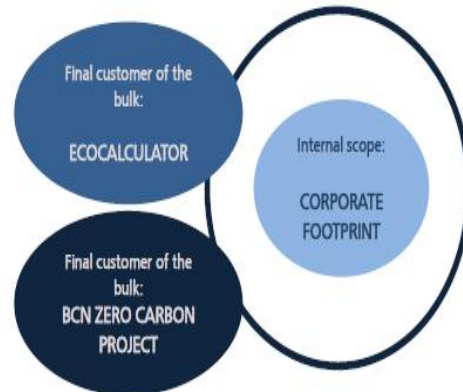 Final customer of the
bulk:
ECOCALCULATOR
Internal scope:
CORPORATE
FOOTPRINT
Final customer of the
bulk:
BCN ZERO CARBON
PROJECT